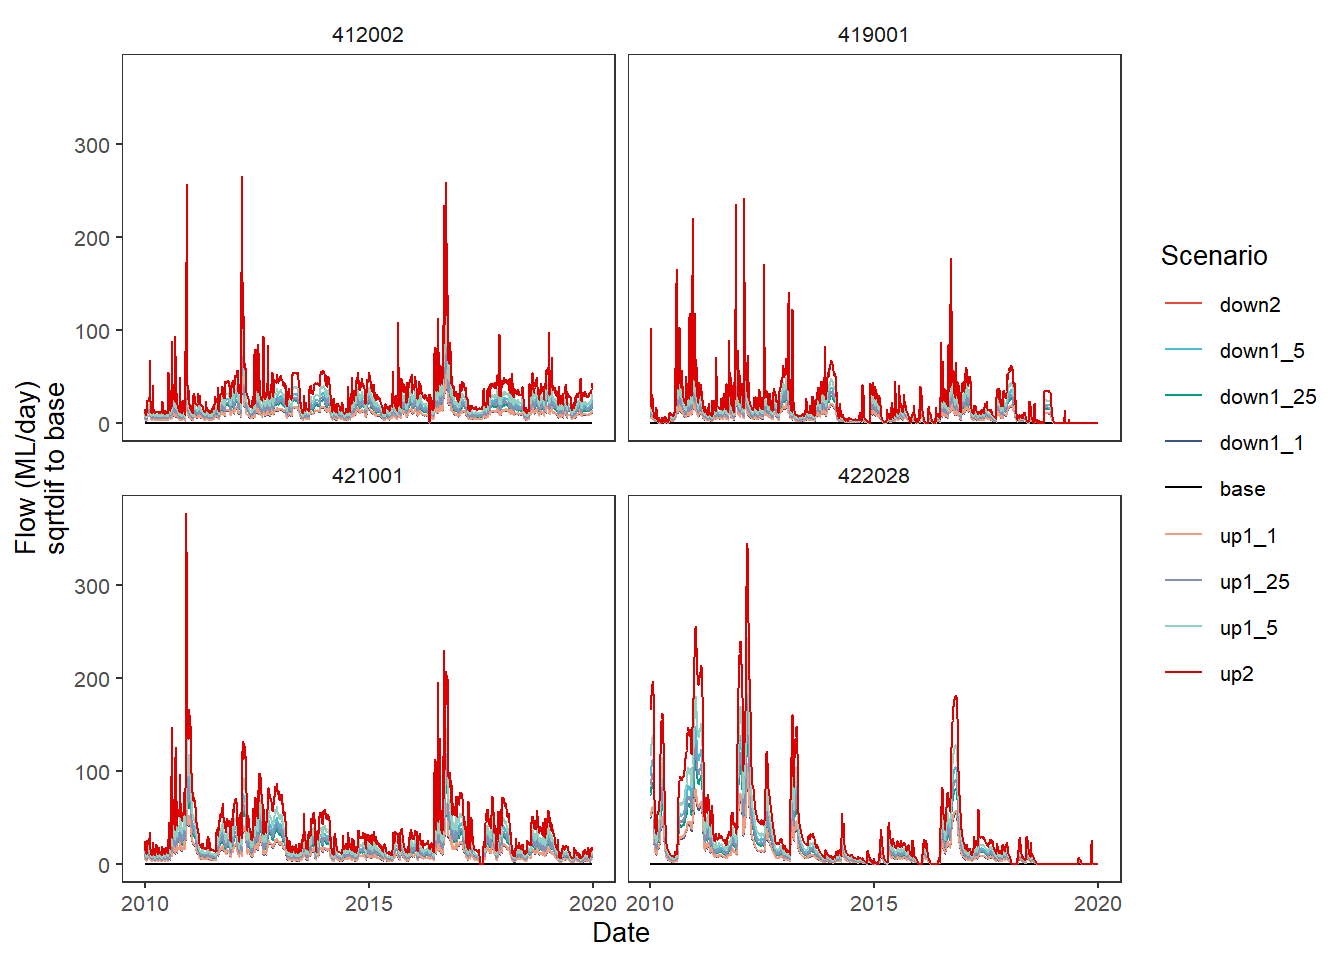 412002
419001
300
200
100
0
421001
422028
300
200
100
0
2010
2015
2020
2010
2015
2020
Date
Flow (ML/day)
sqrtdif to base
Scenario
down2
down1_5
down1_25
down1_1
base
up1_1
up1_25
up1_5
up2